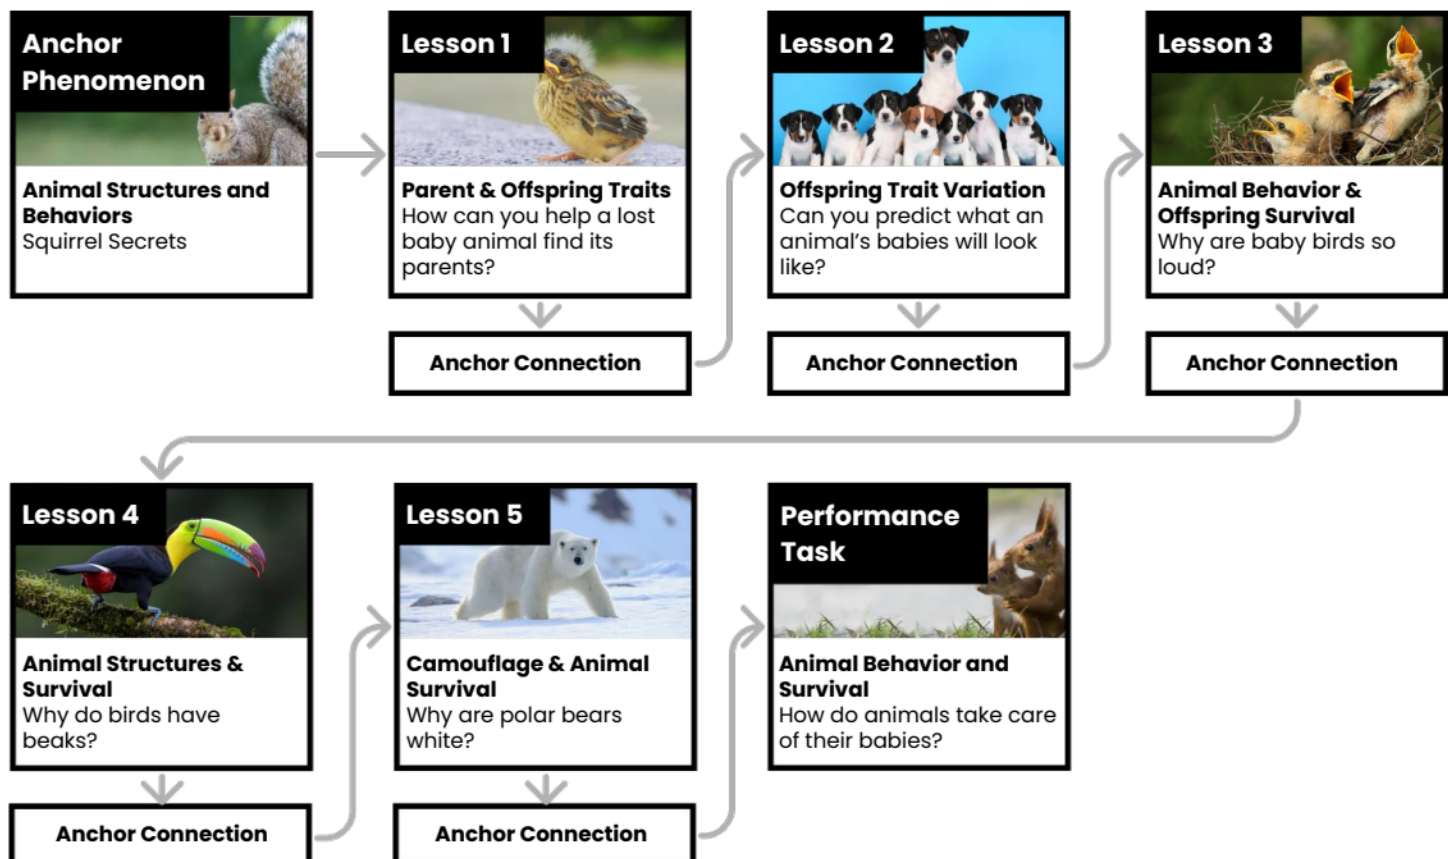 Anchor
Phenomenon
Animal Structures and
Behaviors
Squirrel Secrets
Lesson 1
Parent & Offspring Traits
How can you help a lost
baby animal find its
parents?
Anchor Connection
Lesson 2
Offspring Trait Variation
Can you predict what an
animal’s babies will look
like?
Anchor Connection
Lesson 3
Animal Behavior &
Offspring Survival
Why are baby birds so
loud?
Anchor Connection
Lesson 4
Animal Structures &
Survival
Why do birds have
beaks?
Anchor Connection
Lesson 5
Camouflage & Animal
Survival
Why are polar bears
white?
Anchor Connection
Performance
Task
Animal Behavior and
Survival
How do animals take care
of their babies?